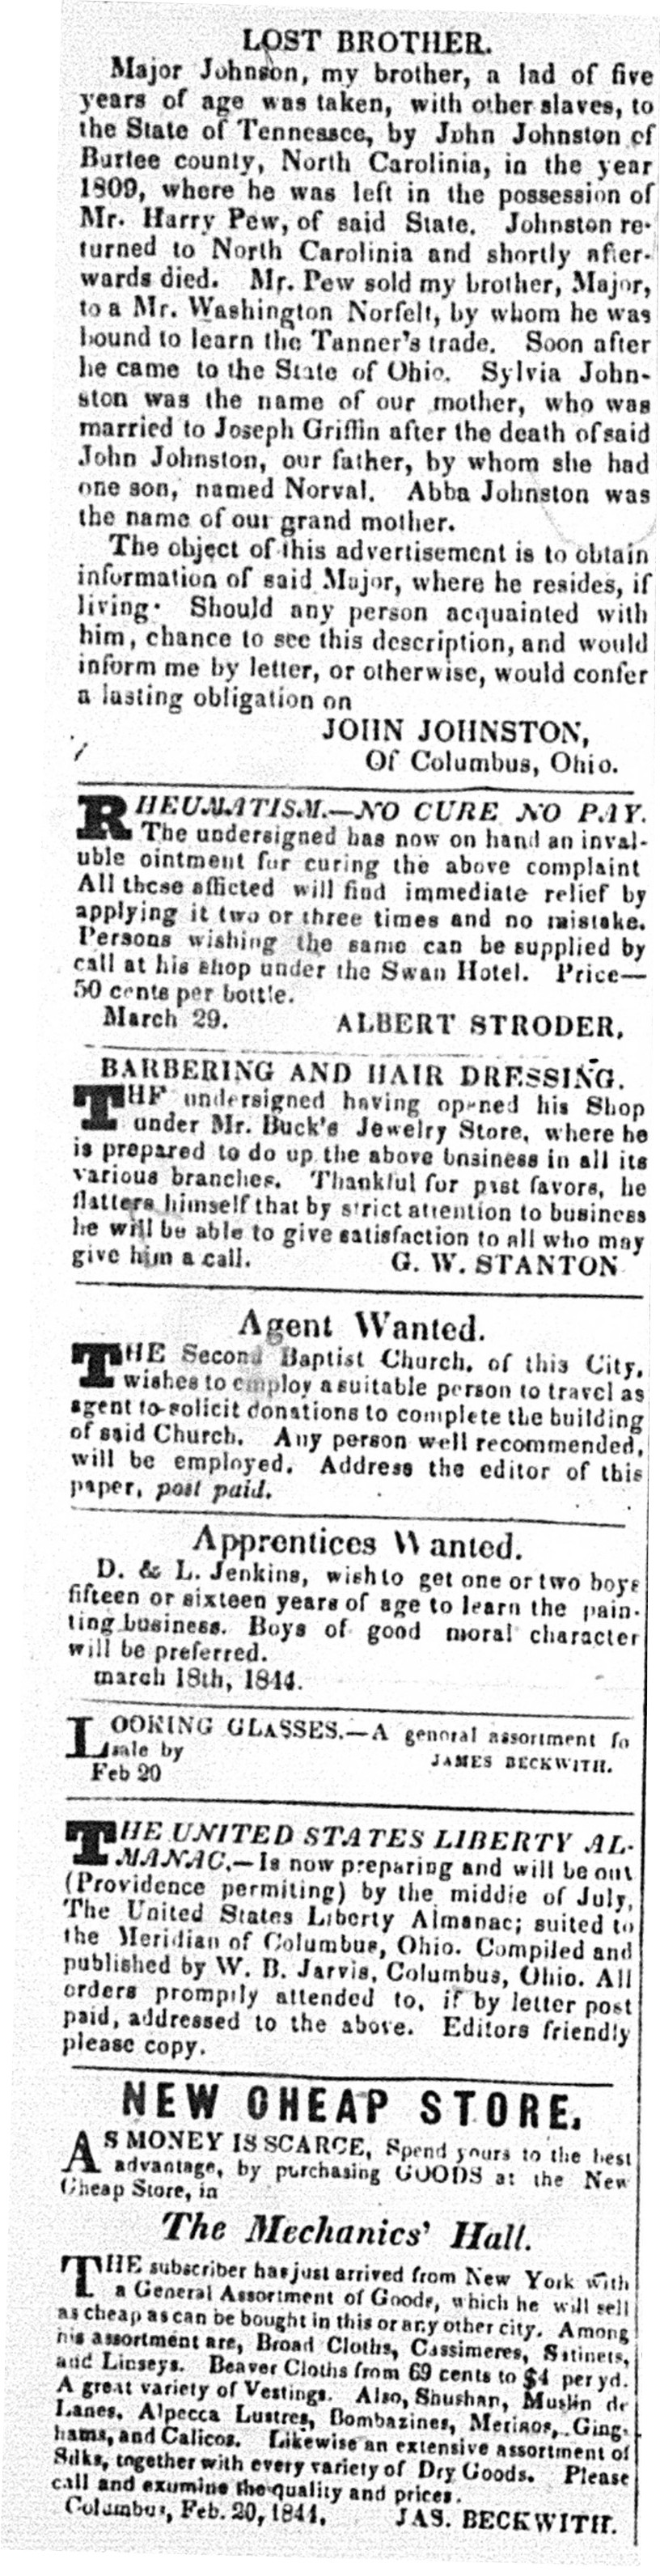 LOST BROTHER.
Major Johnson, my brother, a lad of five
years of age was taken, with other slaves, to
the State of Tennessee, by John Johnston of
Burtee county, North Carolinia, in the year
1809, where he was left in the possession of
Mr. Harry Pew, of said State. Johnston re-
turned to North Carolinia and shortly after-
wards died. Mr. Pew sold my brother, Major,
to a Mr. Washington Norfelt, by whom he was
bound to learn the Tanner's trade. Soon after
he came to the State of Ohio. Sylvia John-
ston was the name of our mother, who was
married to Joseph Griffin after the death of said
John Johnston, our father, by whom she had
one son, named Norval. Abba Johnston was
the name of our grand mother.
The object of this advertisement is to obtain
information of said Major, where he resides, if
living. Should any person acquainted with
him, chance to see this description, and would
inform me by letter, or otherwise, would confer
a lasting obligation on
JOHN JOHNSTON,
Of Columbus, Ohio.
RHEUMATISM.—NO CURE NO PAY.
The undersigned has now on hand an inval-
uble ointment for curing the above complaint
All these afflicted will find immediate relief by
applying it two or three times and no mistake.
Persons wishing the same can be supplied by
call at his shop under the Swan Hotel. Price—
50 cents per bottle.
March 29. ALBERT STRODER,
BARBERING AND HAIR DRESSING.
THE undersigned having opened his Shop
under Mr. Buck's Jewelry Store, where he
is prepared to do up the above bnsiness in all its
various branches. Thankful for past favors, he
flatters himself that by strict attention to business
he will be able to give satisfaction to all who may
give him a call. G. W. STANTON
Agent Wanted.
THE Second Baptist Church, of this City,
wishes to employ a suitable person to travel as
agent to solicit donations to complete the building
of said Church. Any person well recommended,
will be employed. Address the editor of this
paper, post paid.
Apprentices Wanted.
D. & L. Jenkins, wish to get one or two boys
fifteen or sixteen years of age to learn the pain-
ting business. Boys of good moral character
will be preferred.
march 18th, 1844.
LOOKING GLASSES.—A general assortment fo
sale by JAMES BECKWITH.
Feb 20
THE UNITED STATES LIBERTY AL-
MANAC.—Is now preparing and will be out
(Providence permiting) by the middle of July,
The United States Liberty Almanac; suited to
the Meridian of Columbus, Ohio. Compiled and
published by W. B. Jarvis, Columbus, Ohio. All
orders promptly attended to, if by letter post
paid, addressed to the above. Editors friendly
please copy.
NEW CHEAP STORE,
AS MONEY IS SCARCE, Spend yours to the best
advantage, by purchasing GOODS at the New
Cheap Store, in
The Mechanics' Hall.
THE subscriber has just arrived from New York with
a General Assortment of Goods, which he will sell
as cheap as can be bought in this or any other city. Among
his assortment are, Broad Cloths, Cassimeres, Sattinets,
and Linseys. Beaver Cloths from 69 cents to $4 per yd.
A great variety of Vestings. Also, Shushan, Muslin de
Lanes, Alpecca Lustres, Bombazines, Merinos, Ging-
hams, and Calicos. Likewise an extensive assortment of
Silks, together with every variety of Dry Goods. Please
call and examine the quality and prices.
Columbus, Feb. 20, 1844. JAS. BECKWITH.